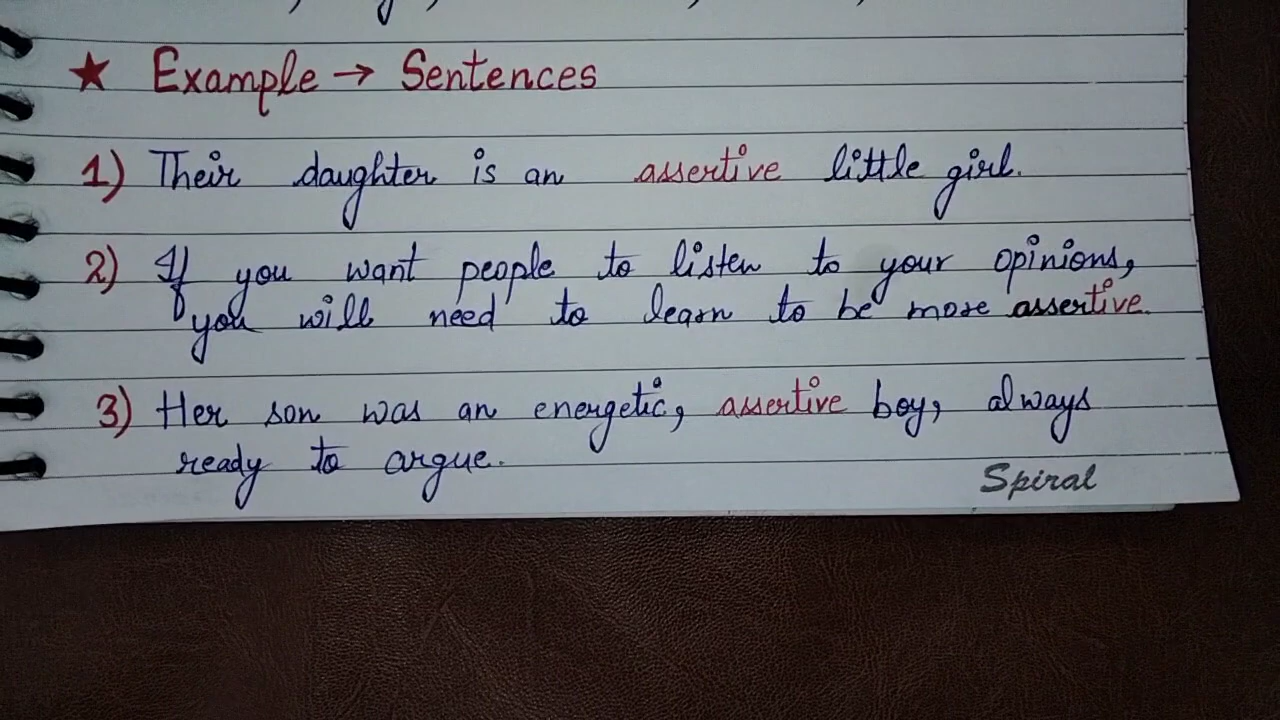 ★ Example → Sentences
1) Their daughter is an assertive little girl.
2) If you want people to listen to your opinions,
you will need to learn to be more assertive.
3) Her son was an energetic, assertive boy, always
ready to argue.
Spiral